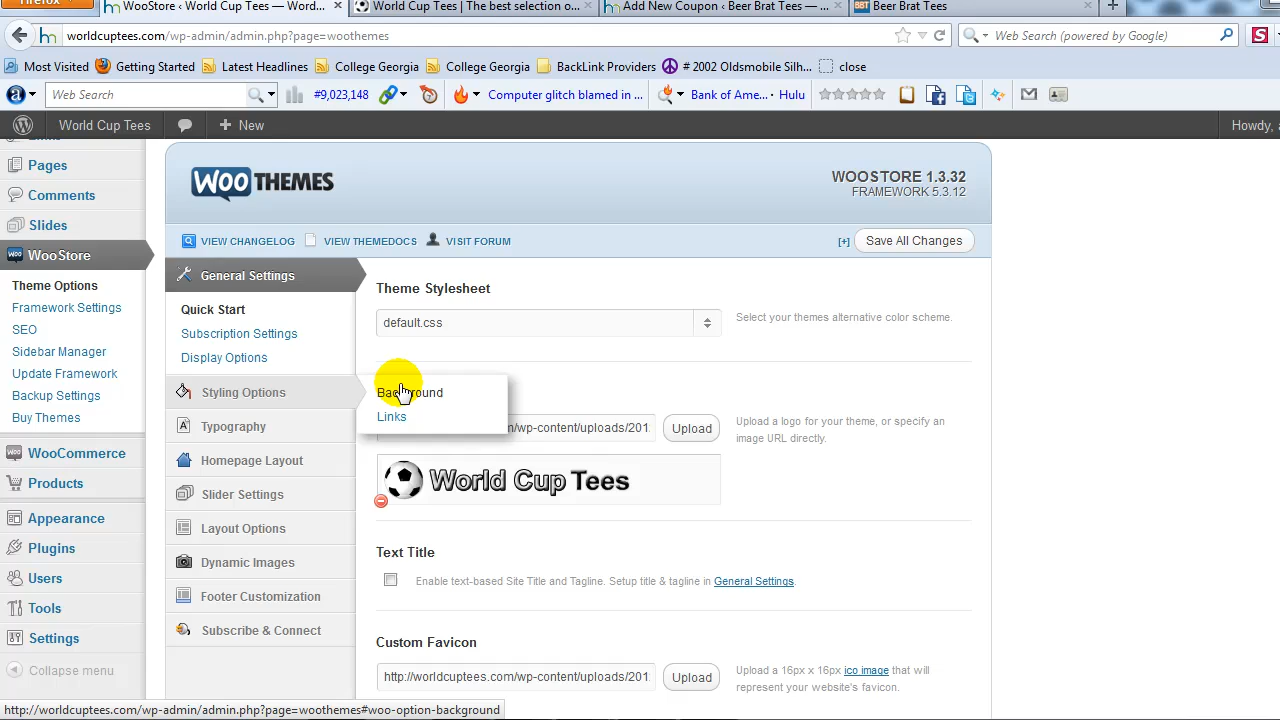 Firefox
WooStore ‹ World Cup Tees — Word...
World Cup Tees | The best selection o...
Add New Coupon ‹ Beer Brat Tees — ...
BBT Beer Brat Tees
worldcuptees.com/wp-admin/admin.php?page=woothemes
Web Search (powered by Google)
S
Most Visited
Getting Started
Latest Headlines
College Georgia
College Georgia
BackLink Providers
# 2002 Oldsmobile Silh...
close
a
Web Search
#9,023,148
Computer glitch blamed in ...
Bank of Ame...
Hulu
World Cup Tees
New
Howdy,
Pages
Comments
Slides
WooStore
Theme Options
Framework Settings
SEO
Sidebar Manager
Update Framework
Backup Settings
Buy Themes
WooCommerce
Products
Appearance
Plugins
Users
Tools
Settings
Collapse menu
WOOTHEMES
WOOSTORE 1.3.32
FRAMEWORK 5.3.12
VIEW CHANGELOG
VIEW THEMEDOCS
VISIT FORUM
[+]
Save All Changes
General Settings
Quick Start
Subscription Settings
Display Options
Styling Options
Typography
Homepage Layout
Slider Settings
Layout Options
Dynamic Images
Footer Customization
Subscribe & Connect
Background
Links
Theme Stylesheet
default.css
Select your themes alternative color scheme.
m/wp-content/uploads/201
Upload
Upload a logo for your theme, or specify an
image URL directly.
World Cup Tees
Text Title
Enable text-based Site Title and Tagline. Setup title & tagline in General Settings.
Custom Favicon
http://worldcuptees.com/wp-content/uploads/201
Upload
Upload a 16px x 16px ico image that will
represent your website's favicon.
http://worldcuptees.com/wp-admin/admin.php?page=woothemes#woo-option-background